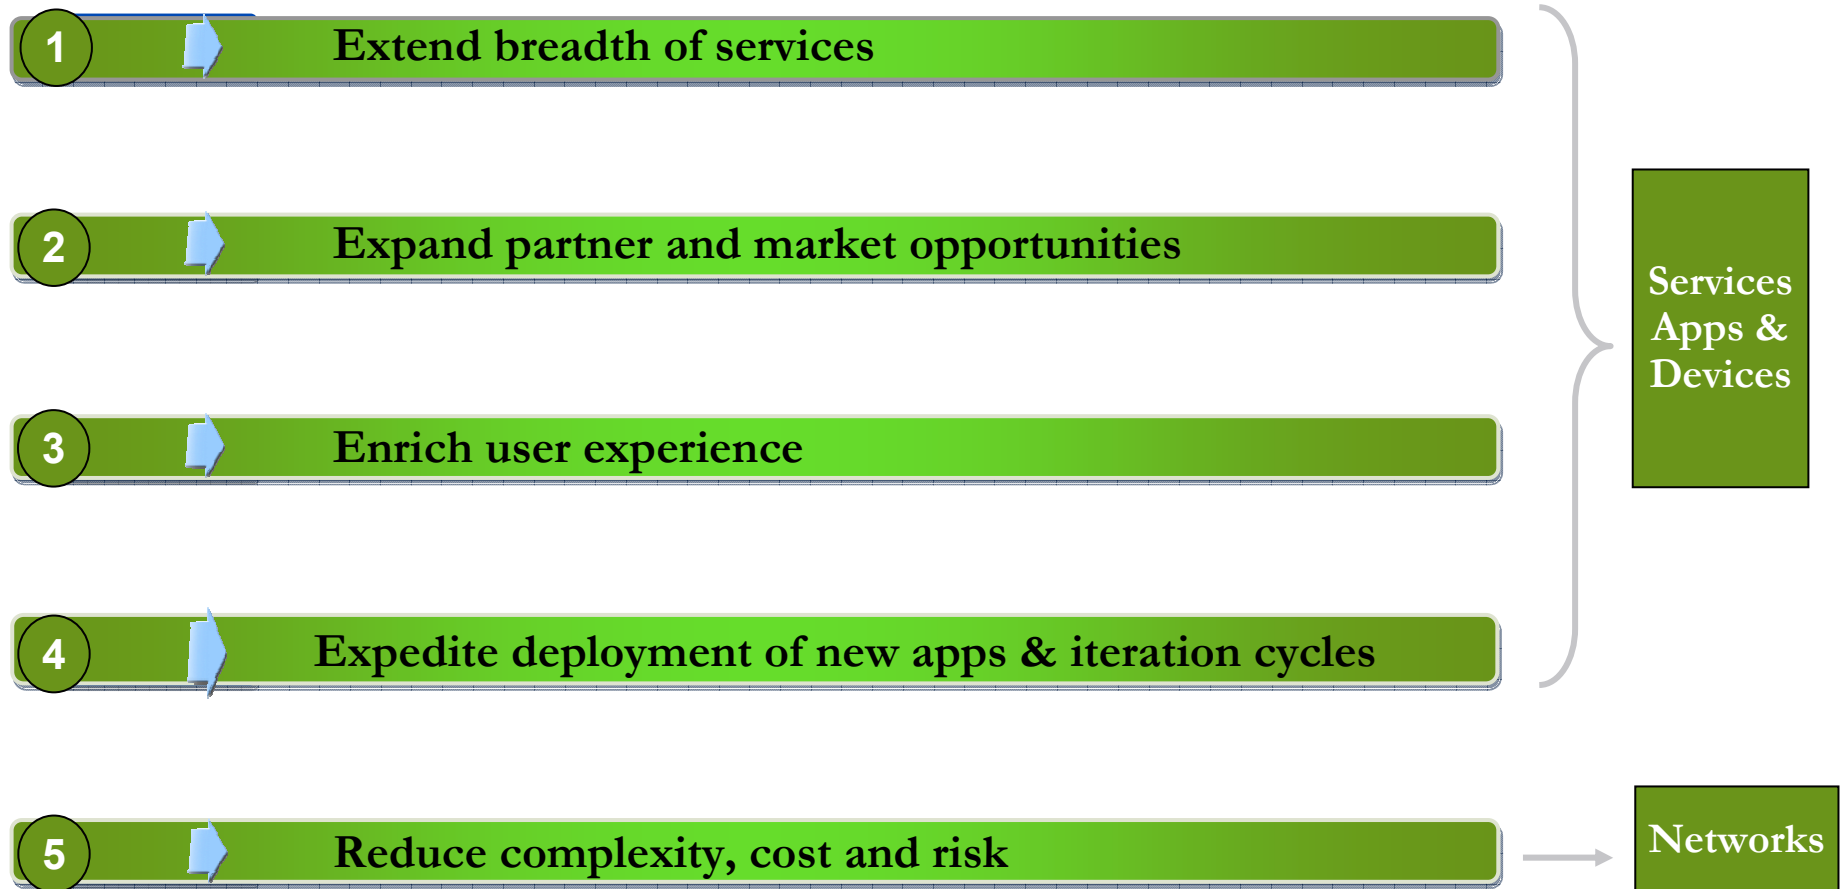 1 Extend breadth of services
2 Expand partner and market opportunities
3 Enrich user experience
4 Expedite deployment of new apps & iteration cycles
5 Reduce complexity, cost and risk
Services
Apps &
Devices
Networks